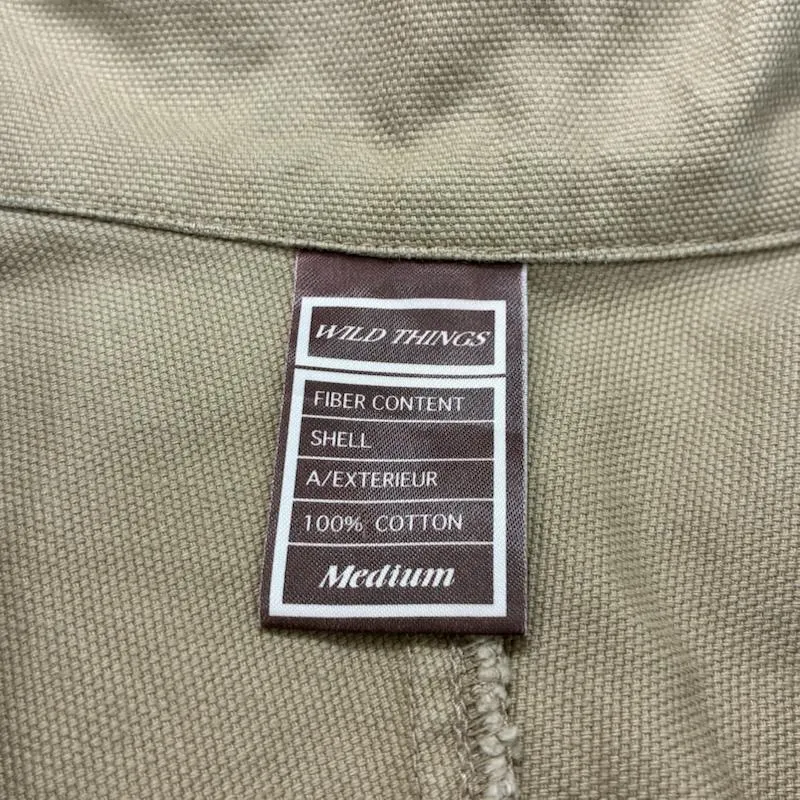 WILD THINGS
FIBER CONTENT
SHELL
A/EXTERIEUR
100% COTTON
Medium